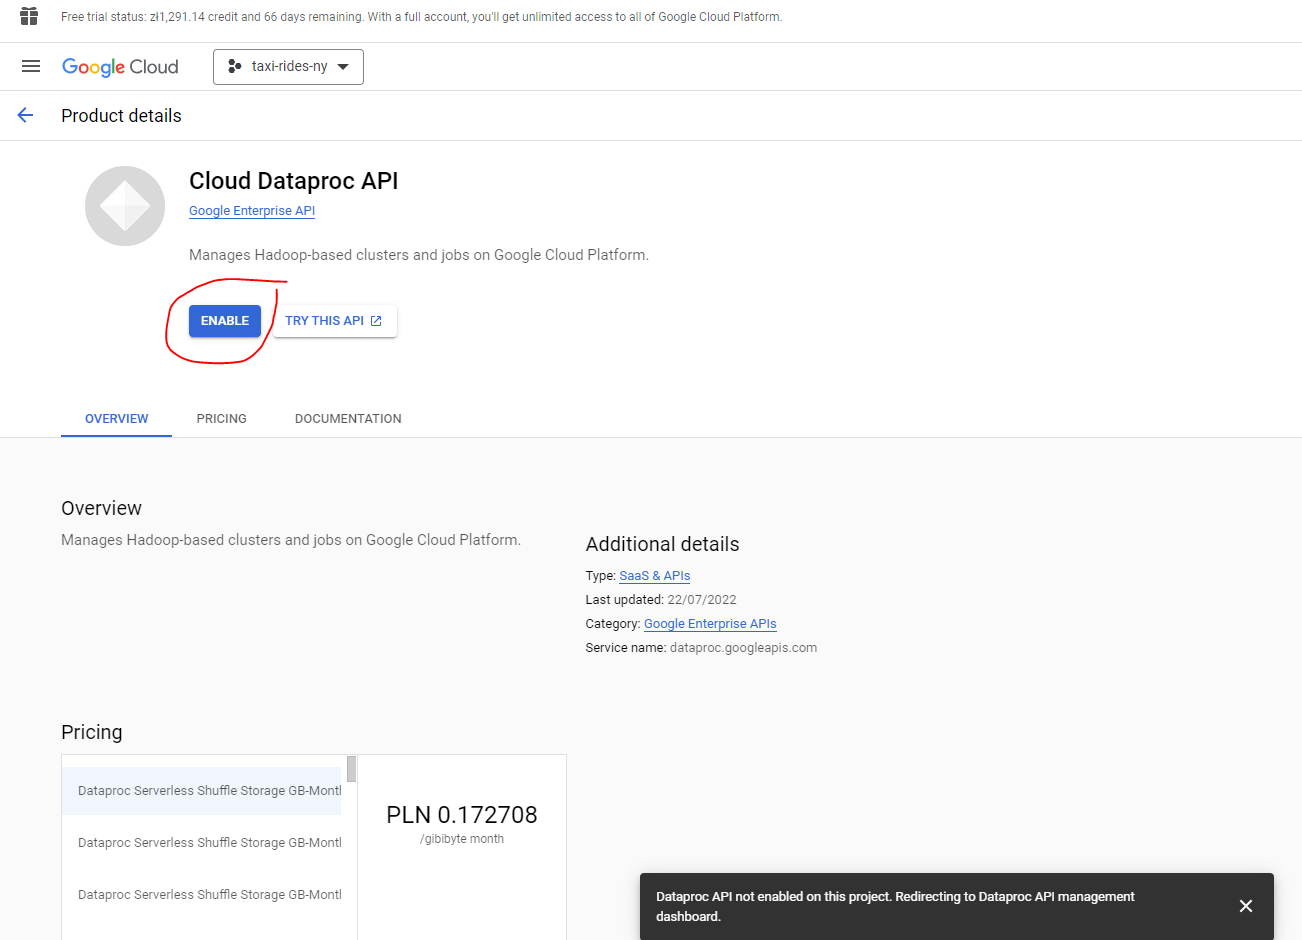 Free trial status: zł1,291.14 credit and 66 days remaining. With a full account, you'll get unlimited access to all of Google Cloud Platform.
Google Cloud
taxi-rides-ny
Product details
Cloud Dataproc API
Google Enterprise API
Manages Hadoop-based clusters and jobs on Google Cloud Platform.
ENABLE
TRY THIS API
OVERVIEW
PRICING
DOCUMENTATION
Overview
Manages Hadoop-based clusters and jobs on Google Cloud Platform.
Additional details
Type: SaaS & APIs
Last updated: 22/07/2022
Category: Google Enterprise APIs
Service name: dataproc.googleapis.com
Pricing
Dataproc Serverless Shuffle Storage GB-Mont
Dataproc Serverless Shuffle Storage GB-Mont
Dataproc Serverless Shuffle Storage GB-Mont
PLN 0.172708
/gibibyte month
Dataproc API not enabled on this project. Redirecting to Dataproc API management
dashboard.